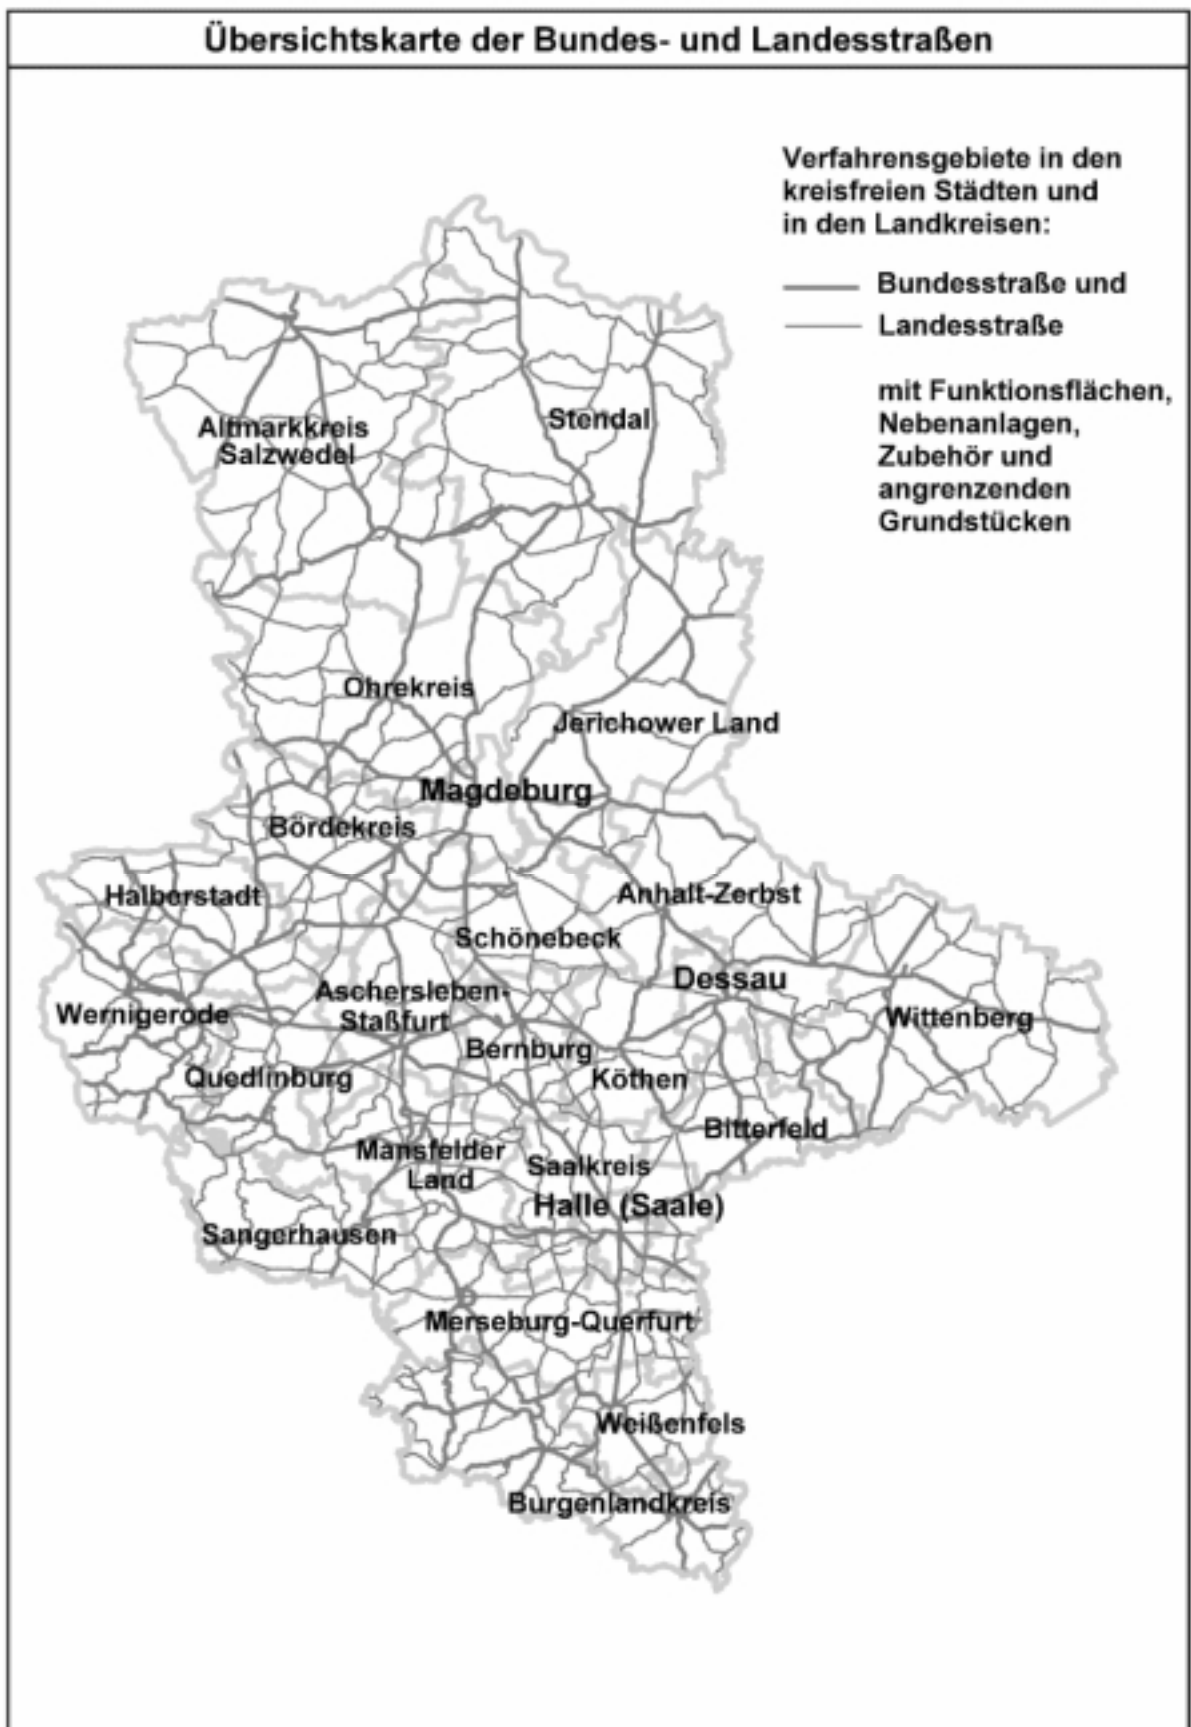 Übersichtskarte der Bundes- und Landesstraßen
Verfahrensgebiete in den
kreisfreien Städten und
in den Landkreisen:
Bundesstraße und
Landesstraße
mit Funktionsflächen,
Nebenanlagen,
Zubehör und
angrenzenden
Grundstücken
Altmarkkreis
Salzwedel
Stendal
Ohrekreis
Jerichower Land
Magdeburg
Bördekreis
Halberstadt
Anhalt-Zerbst
Schönebeck
Dessau
Aschersleben-
Staßfurt
Wernigerode
Wittenberg
Bernburg
Quedlinburg
Köthen
Bitterfeld
Mansfelder
Land
Saalkreis
Halle (Saale)
Sangerhausen
Merseburg-Querfurt
Weißenfels
Burgenlandkreis